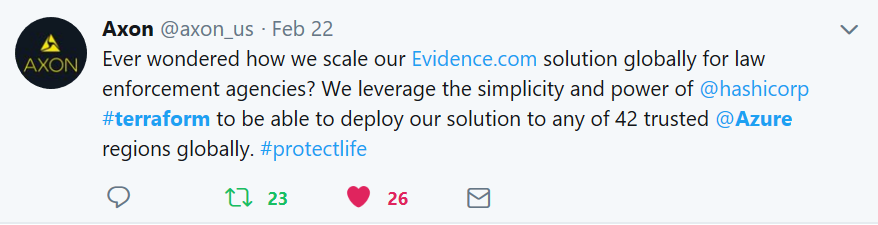 AXON
Axon @axon_us · Feb 22
Ever wondered how we scale our Evidence.com solution globally for law
enforcement agencies? We leverage the simplicity and power of @hashicorp
#terraform to be able to deploy our solution to any of 42 trusted @Azure
regions globally. #protectlife
23 26